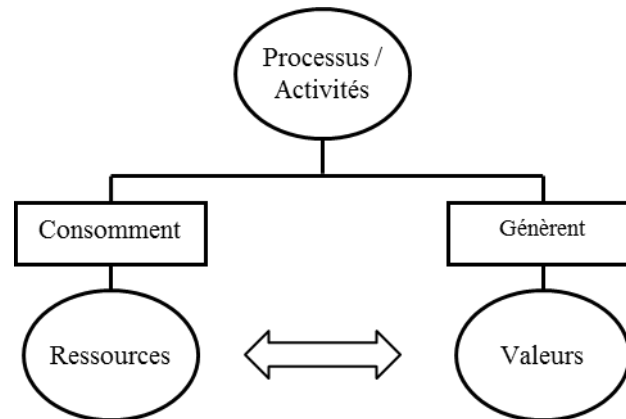 Processus /
Activités
Consomment
Génèrent
Ressources
Valeurs